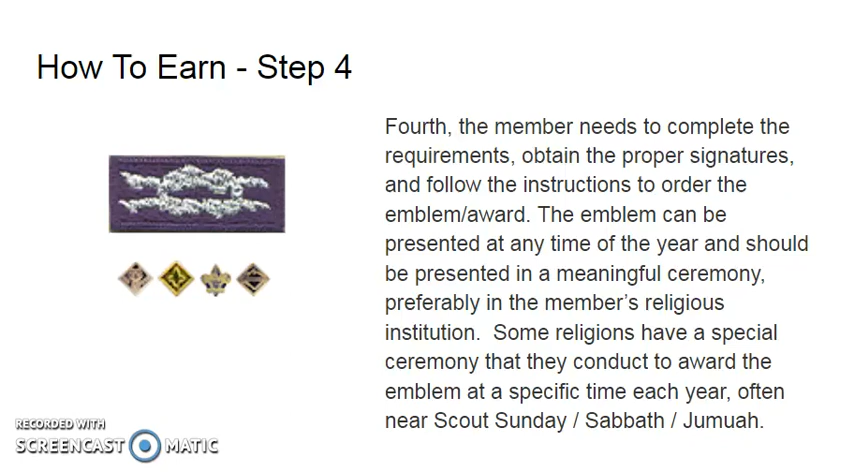 How To Earn - Step 4
Fourth, the member needs to complete the
requirements, obtain the proper signatures,
and follow the instructions to order the
emblem/award. The emblem can be
presented at any time of the year and should
be presented in a meaningful ceremony,
preferably in the member’s religious
institution.  Some religions have a special
ceremony that they conduct to award the
emblem at a specific time each year, often
near Scout Sunday / Sabbath / Jumuah.
RECORDED WITH
SCREENCAST MATIC